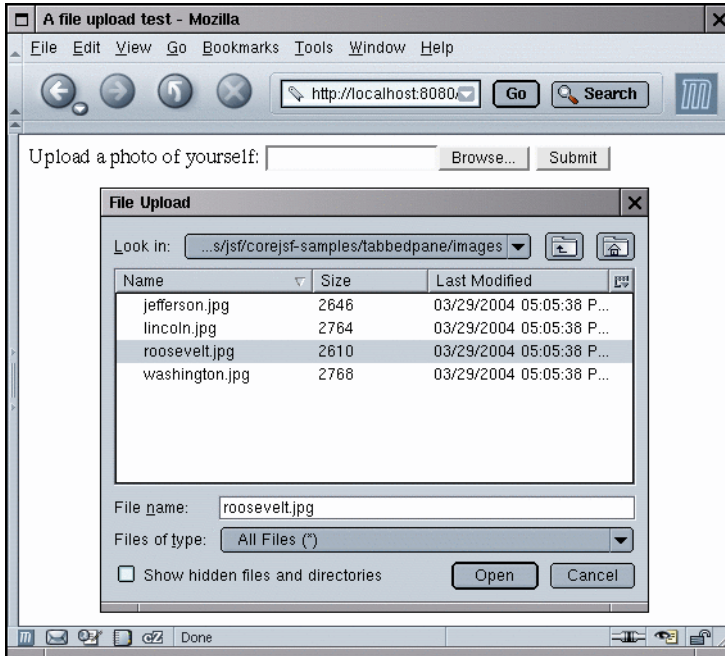 A file upload test - Mozilla
File Edit View Go Bookmarks Tools Window Help
http://localhost:8080/ Go Search
Upload a photo of yourself: Browse... Submit
File Upload
Look in: ...s/jsf/corejsf-samples/tabbedpane/images
Name Size Last Modified
jefferson.jpg 2646 03/29/2004 05:05:38 P...
lincoln.jpg 2764 03/29/2004 05:05:38 P...
roosevelt.jpg 2610 03/29/2004 05:05:38 P...
washington.jpg 2768 03/29/2004 05:05:38 P...
File name: roosevelt.jpg
Files of type: All Files (*)
Show hidden files and directories Open Cancel
Done